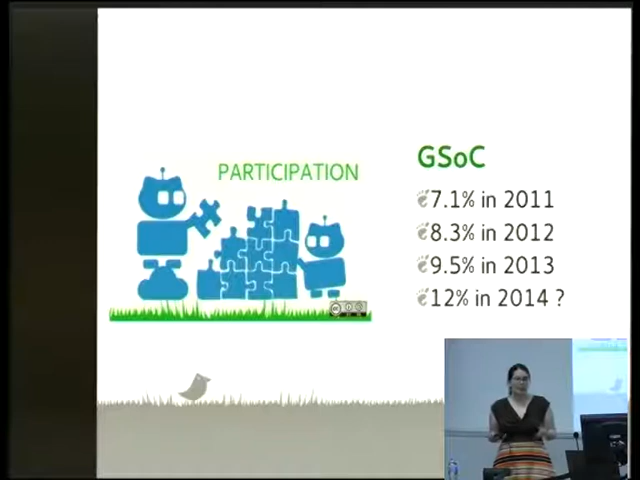 PARTICIPATION
GSoC
7.1% in 2011
8.3% in 2012
9.5% in 2013
12% in 2014 ?